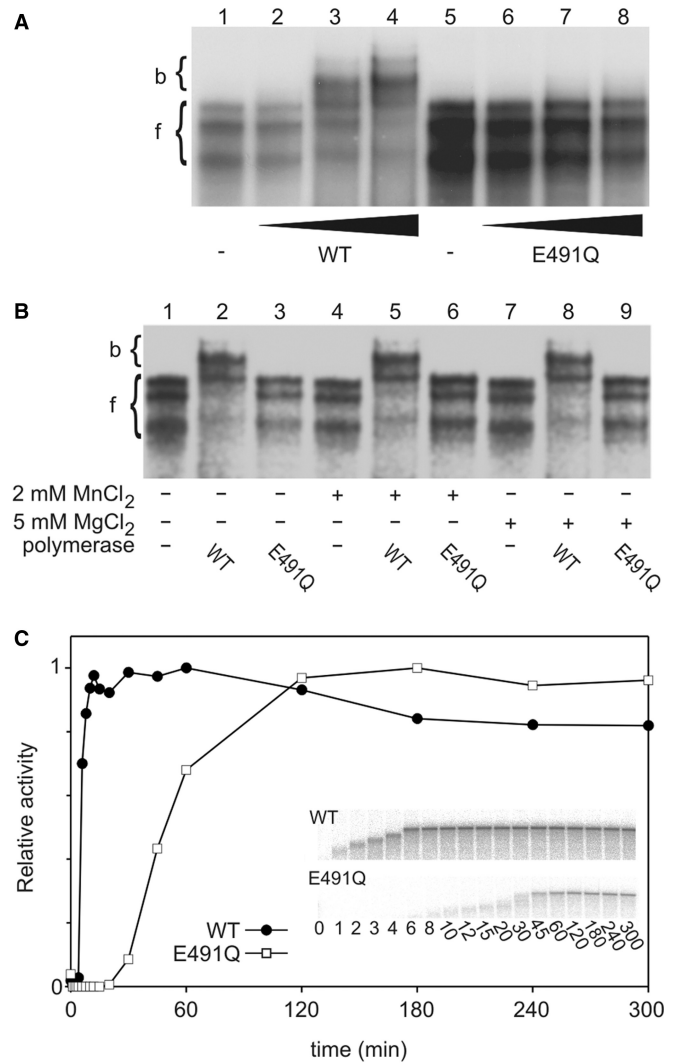 A
1 2 3 4 5 6 7 8
b {
f {
- WT - E491Q
B
1 2 3 4 5 6 7 8 9
b {
f {
2 mM MnCl₂ – – – + + + – – –
5 mM MgCl₂ – – – – – – + + +
polymerase – WT E491Q – WT E491Q – WT E491Q
C
1
Relative activity
WT
E491Q
0 1 2 3 4 6 8 10 12 15 20 30 45 60 120 180 240 300
WT
E491Q
0
0 60 120 180 240 300
time (min)